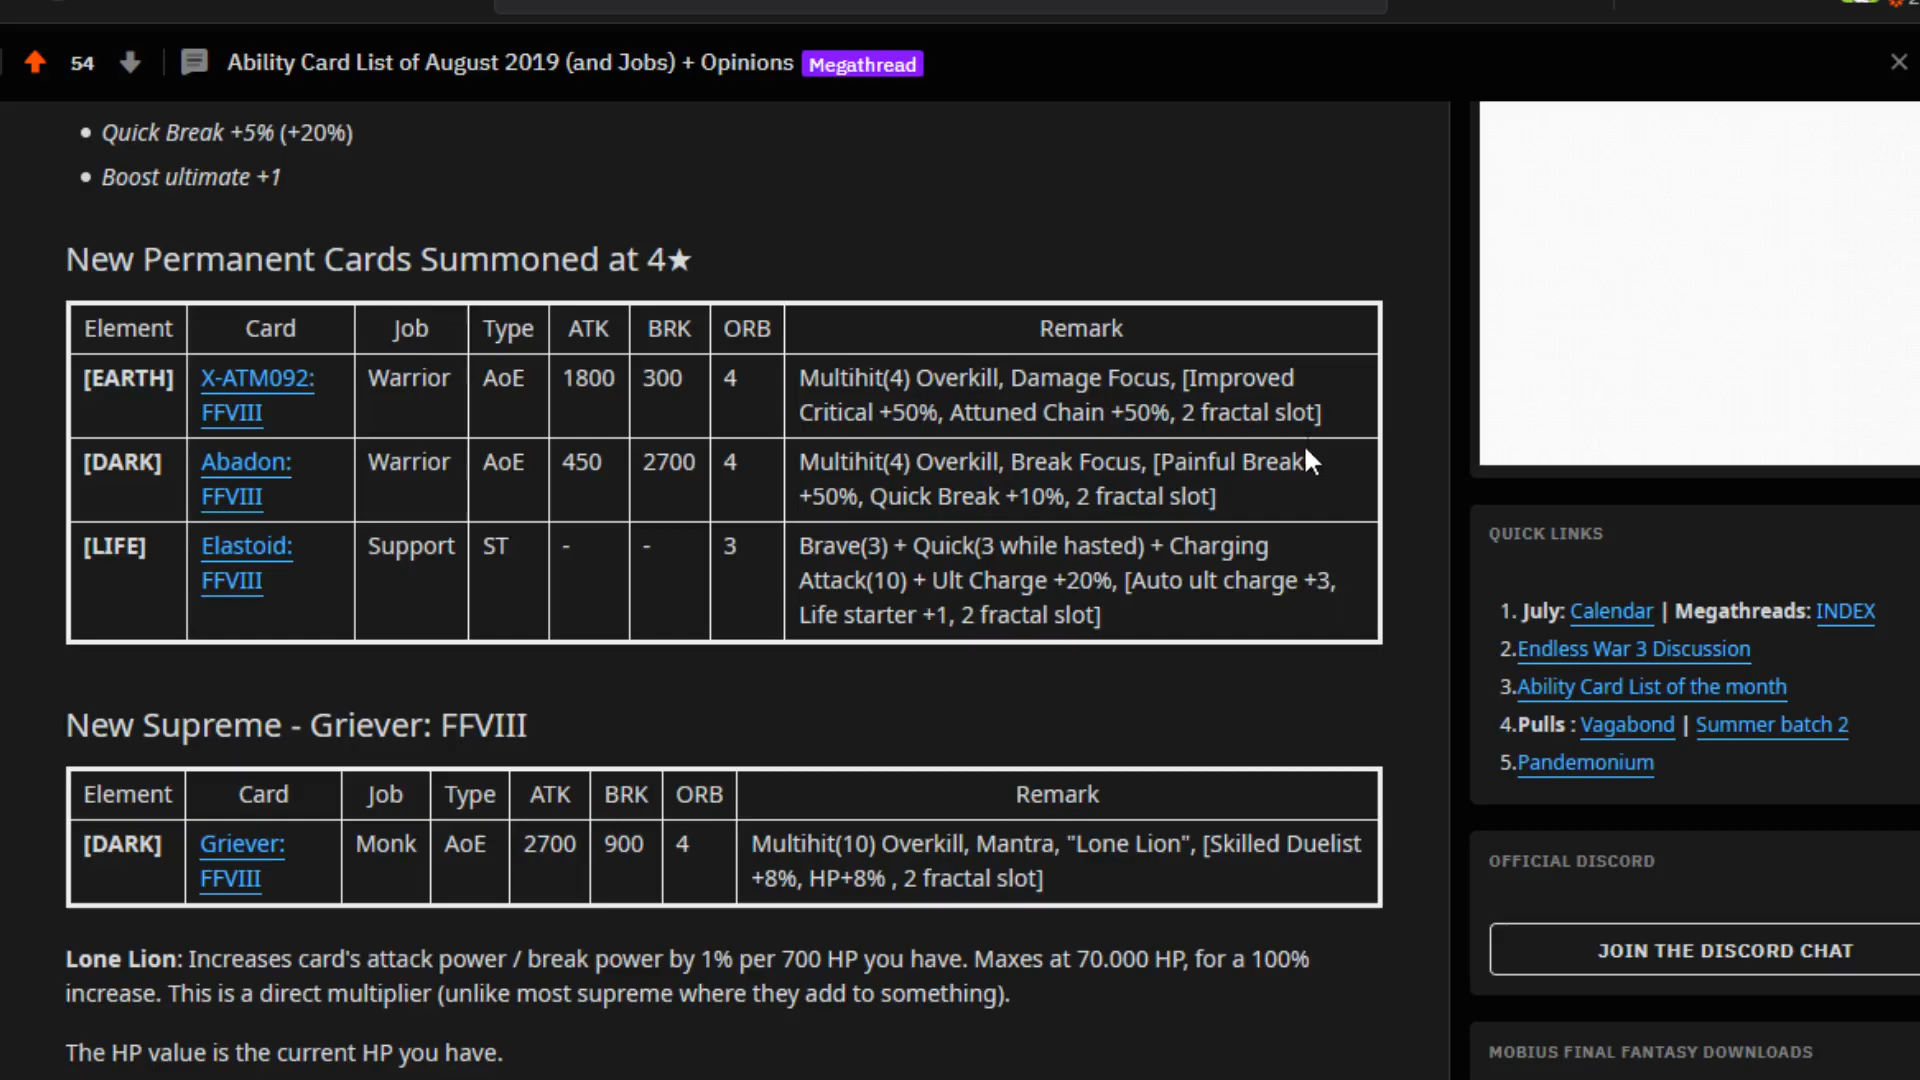 54 Ability Card List of August 2019 (and Jobs) + Opinions Megathread
Quick Break +5% (+20%)
Boost ultimate +1
New Permanent Cards Summoned at 4★
Element Card Job Type ATK BRK ORB Remark
[EARTH] X-ATM092: Warrior AoE 1800 300 4 Multihit(4) Overkill, Damage Focus, [Improved
FFVIII Critical +50%, Attuned Chain +50%, 2 fractal slot]
[DARK] Abadon: Warrior AoE 450 2700 4 Multihit(4) Overkill, Break Focus, [Painful Break
FFVIII +50%, Quick Break +10%, 2 fractal slot]
[LIFE] Elastoid: Support ST - - 3 Brave(3) + Quick(3 while hasted) + Charging
FFVIII Attack(10) + Ult Charge +20%, [Auto ult charge +3,
Life starter +1, 2 fractal slot]
New Supreme - Griever: FFVIII
Element Card Job Type ATK BRK ORB Remark
[DARK] Griever: Monk AoE 2700 900 4 Multihit(10) Overkill, Mantra, "Lone Lion", [Skilled Duelist
FFVIII +8%, HP+8% , 2 fractal slot]
Lone Lion: Increases card's attack power / break power by 1% per 700 HP you have. Maxes at 70.000 HP, for a 100%
increase. This is a direct multiplier (unlike most supreme where they add to something).
The HP value is the current HP you have.
QUICK LINKS
1. July: Calendar | Megathreads: INDEX
2.Endless War 3 Discussion
3.Ability Card List of the month
4.Pulls : Vagabond | Summer batch 2
5.Pandemonium
OFFICIAL DISCORD
JOIN THE DISCORD CHAT
MOBIUS FINAL FANTASY DOWNLOADS